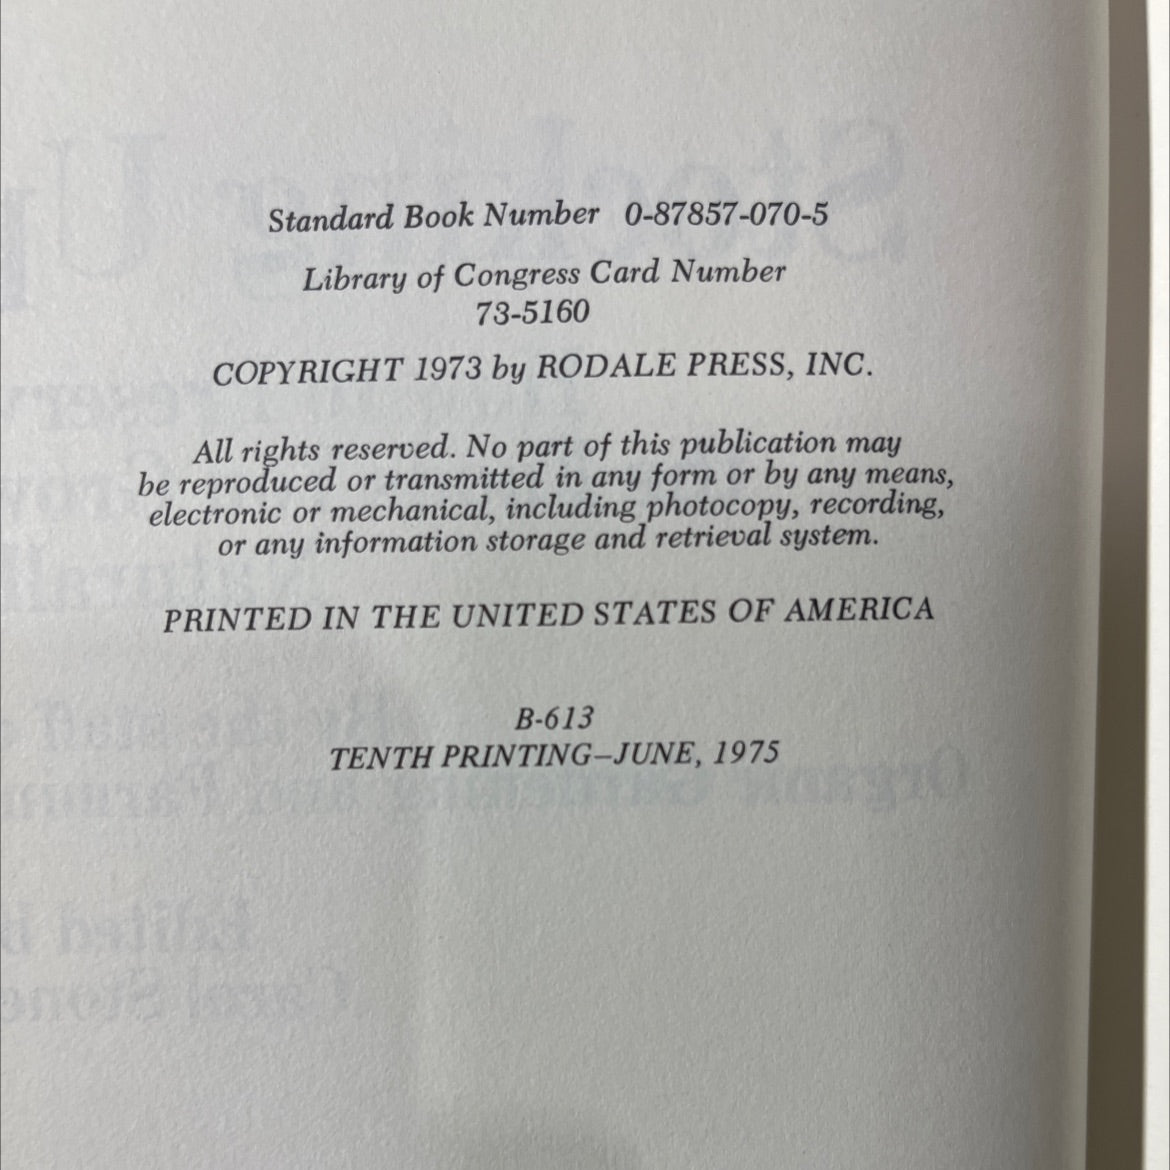 Standard Book Number 0-87857-070-5
Library of Congress Card Number
73-5160
COPYRIGHT 1973 by RODALE PRESS, INC.
All rights reserved. No part of this publication may
be reproduced or transmitted in any form or by any means,
electronic or mechanical, including photocopy, recording,
or any information storage and retrieval system.
PRINTED IN THE UNITED STATES OF AMERICA
B-613
TENTH PRINTING–JUNE, 1975